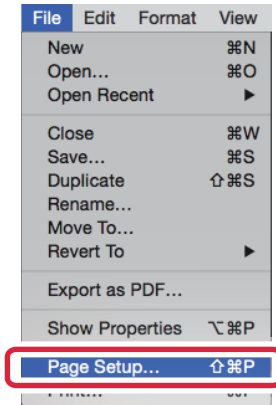 File Edit Format View
New ⌘N
Open... ⌘O
Open Recent ▶
Close ⌘W
Save... ⌘S
Duplicate ⇧⌘S
Rename...
Move To...
Revert To ▶
Export as PDF...
Show Properties ⌥⌘P
Page Setup... ⇧⌘P